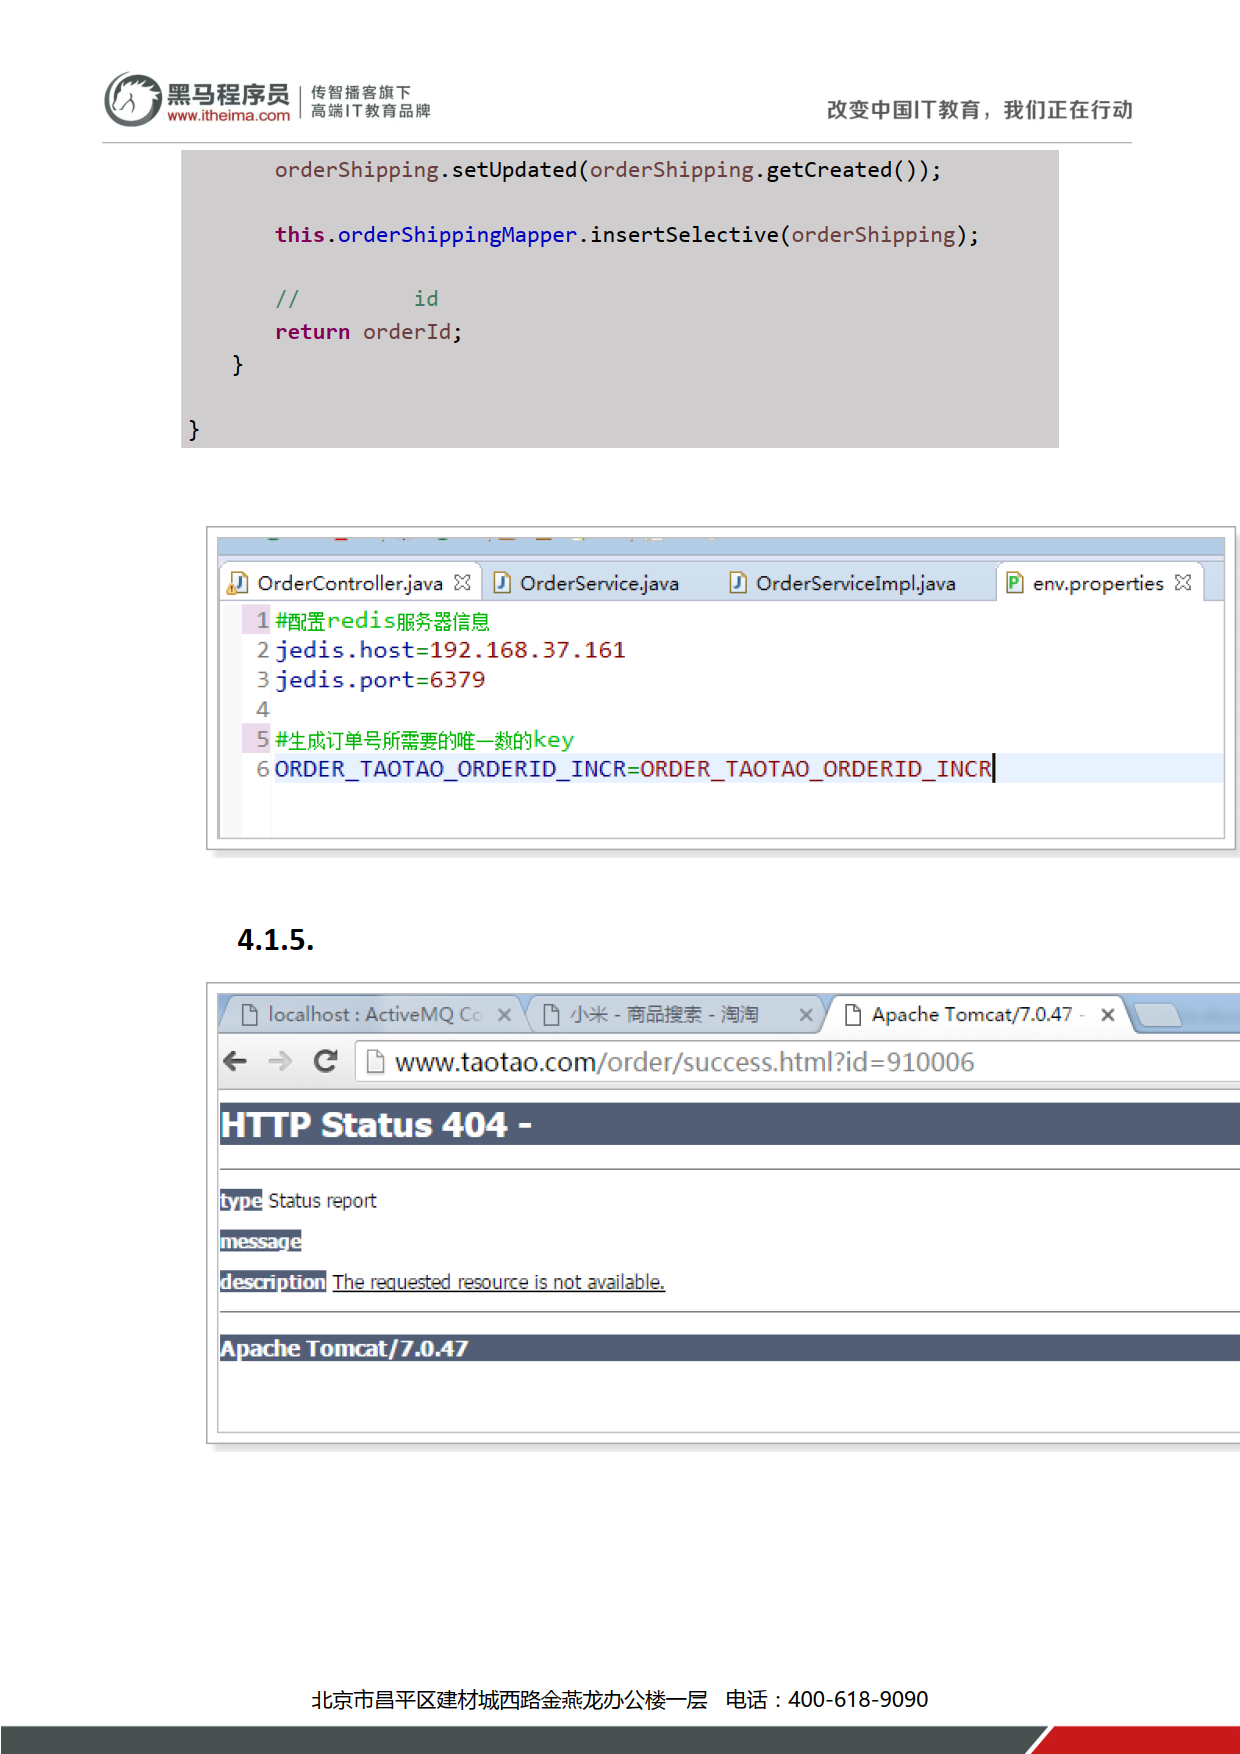 黑马程序员
www.itheima.com
传智播客旗下
高端IT教育品牌
改变中国IT教育，我们正在行动
orderShipping.setUpdated(orderShipping.getCreated());
this.orderShippingMapper.insertSelective(orderShipping);
// id
return orderId;
}
}
OrderController.java OrderService.java OrderServiceImpl.java env.properties
1 #配置redis服务器信息
2 jedis.host=192.168.37.161
3 jedis.port=6379
4
5 #生成订单号所需要的唯一数的key
6 ORDER_TAOTAO_ORDERID_INCR=ORDER_TAOTAO_ORDERID_INCR
4.1.5.
localhost : ActiveMQ Co 小米 - 商品搜索 - 淘淘 Apache Tomcat/7.0.47 -
www.taotao.com/order/success.html?id=910006
HTTP Status 404 -
type Status report
message
description The requested resource is not available.
Apache Tomcat/7.0.47
北京市昌平区建材城西路金燕龙办公楼一层 电话：400-618-9090